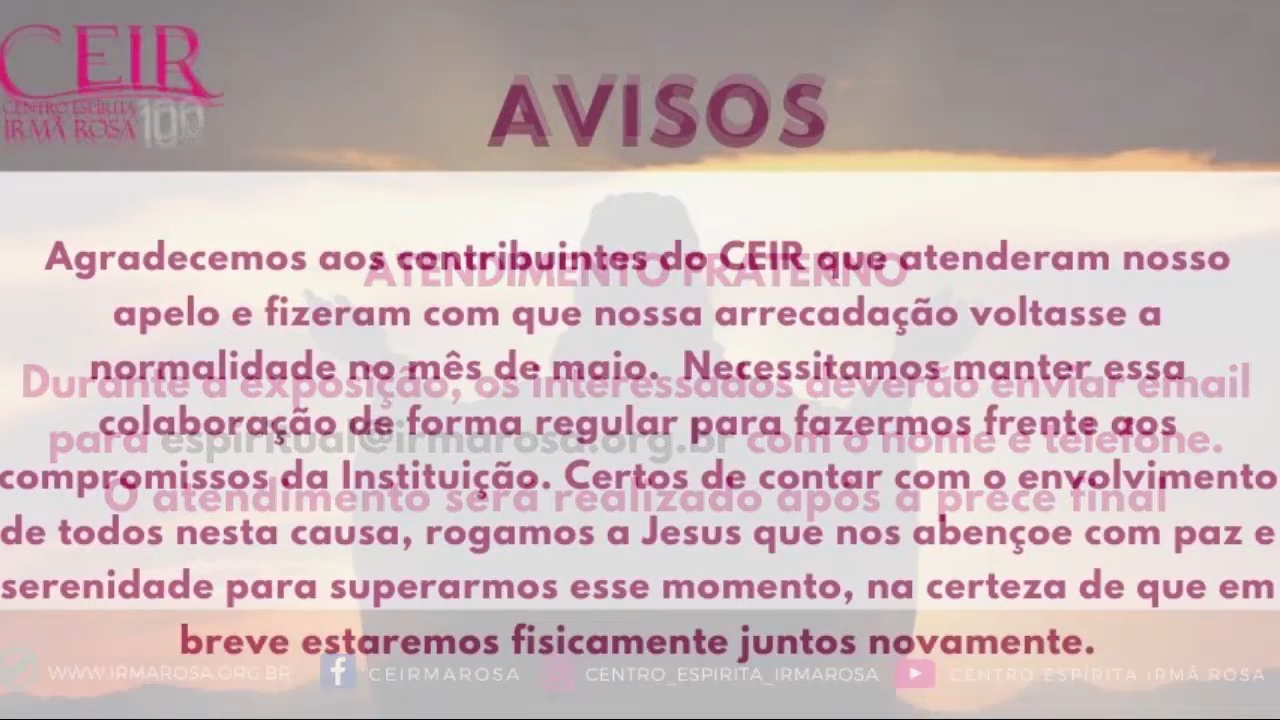 CEIR
CENTRO ESPÍRITA
IRMÃ ROSA 100
AVISOS
Agradecemos aos contribuintes do CEIR que atenderam nosso
apelo e fizeram com que nossa arrecadação voltasse a
normalidade no mês de maio. Necessitamos manter essa
colaboração de forma regular para fazermos frente aos
compromissos da Instituição. Certos de contar com o envolvimento
de todos nesta causa, rogamos a Jesus que nos abençoe com paz e
serenidade para superarmos esse momento, na certeza de que em
breve estaremos fisicamente juntos novamente.
ATENDIMENTO FRATERNO
Durante a exposição, os interessados deverão enviar email
para espiritual@irmarosa.org.br com o nome e telefone.
O atendimento será realizado após a prece final
WWW.IRMAROSA.ORG.BR CEIRMAROSA CENTRO_ESPIRITA_IRMAROSA CENTRO ESPÍRITA IRMÃ ROSA